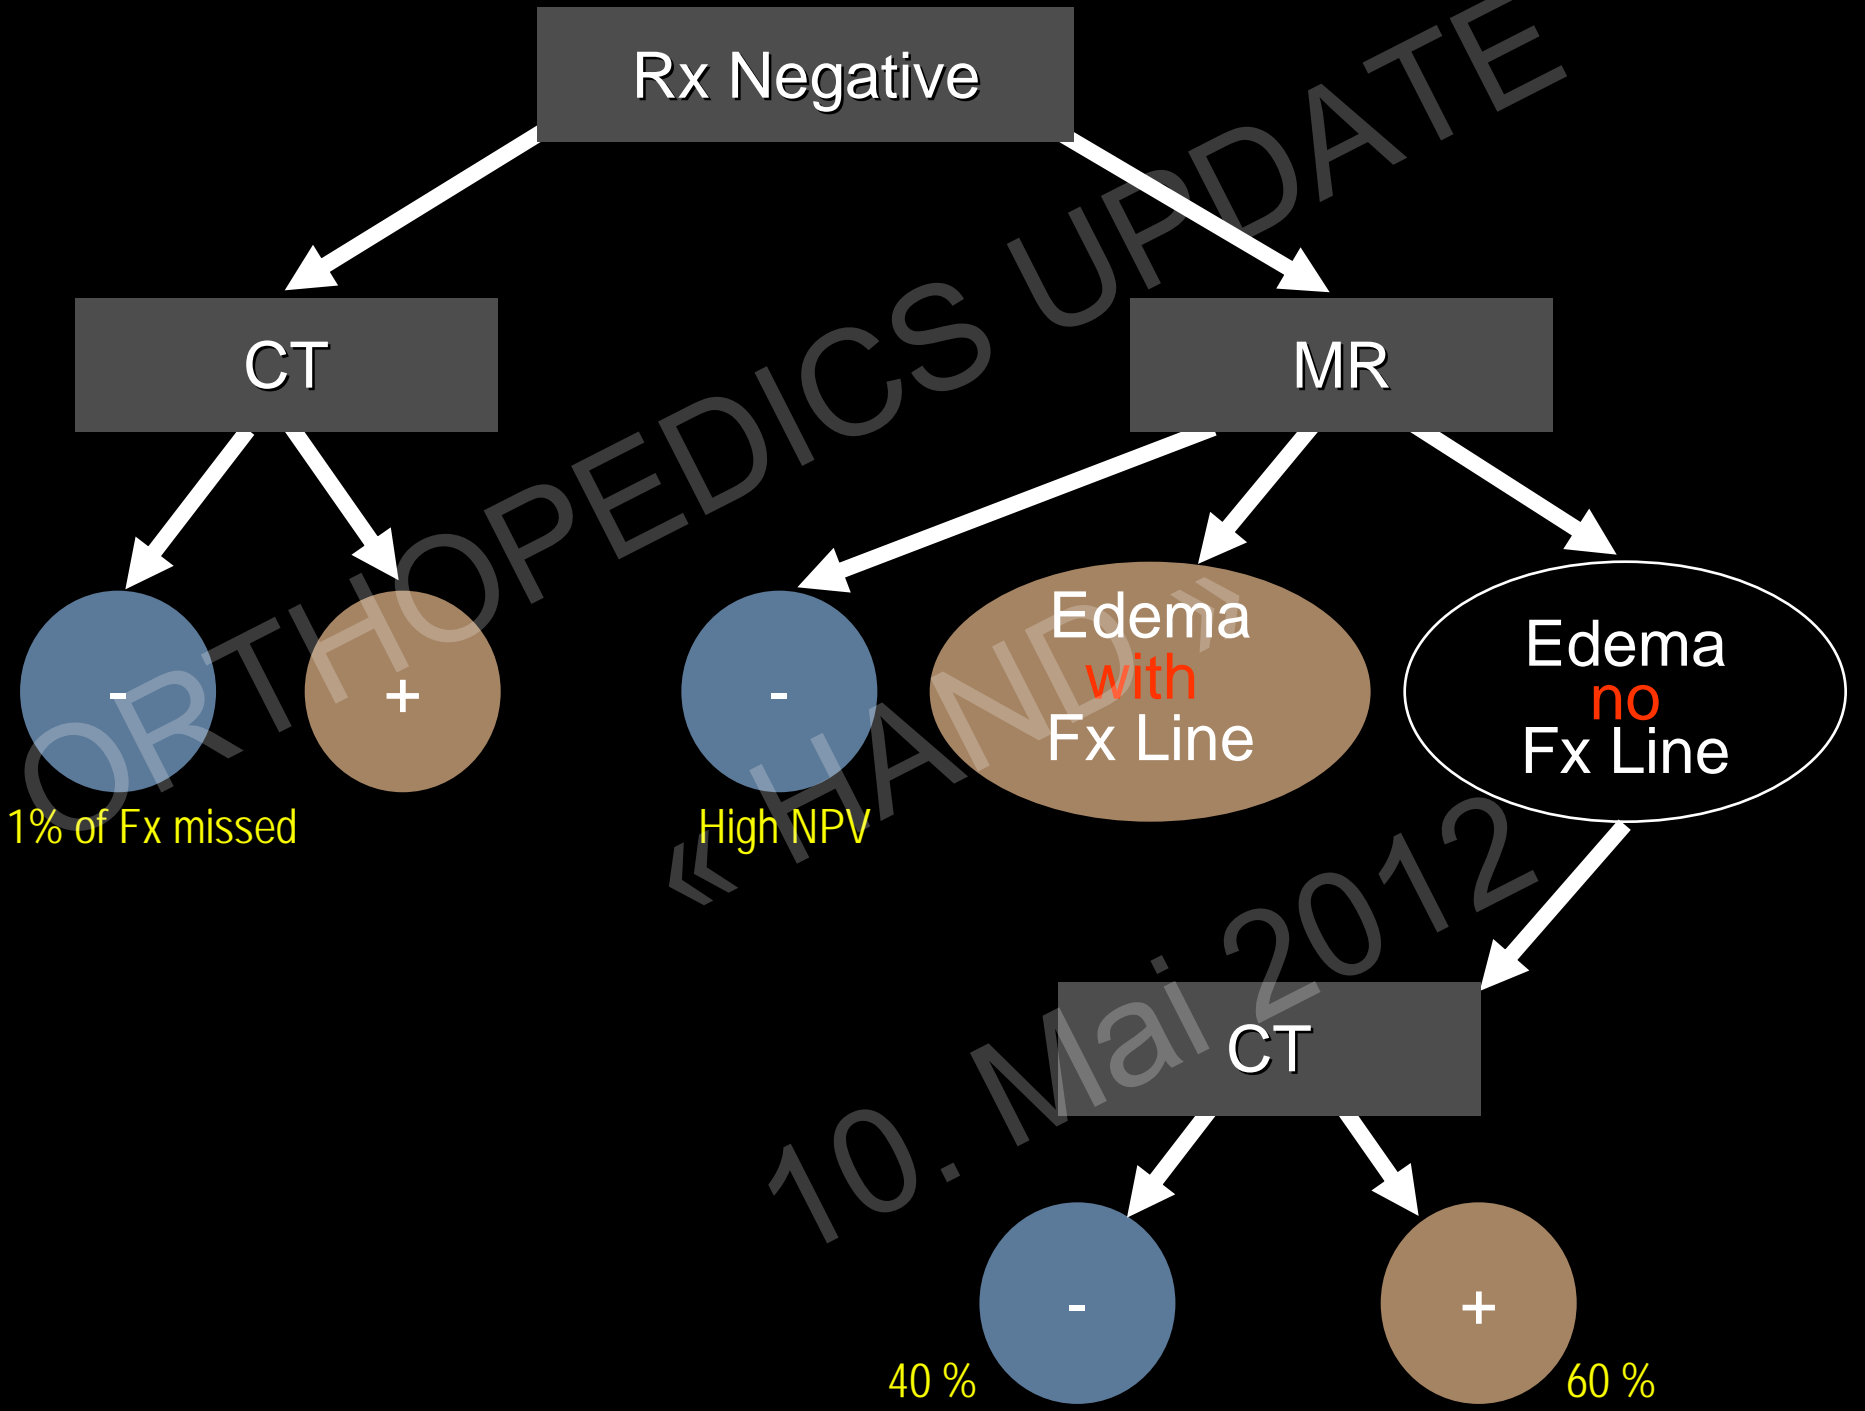 Rx Negative
CT
MR
-
+
-
Edema
with
Fx Line
Edema
no
Fx Line
1% of Fx missed
High NPV
CT
-
+
40 %
60 %
ORTHOPEDICS UPDATE
« HAND »
10. Mai 2012